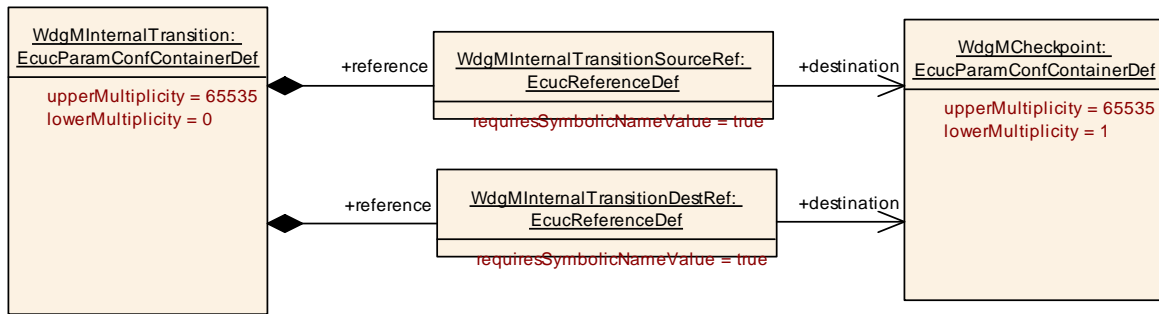 WdgMInternalTransition:
EcucParamConfContainerDef
upperMultiplicity = 65535
lowerMultiplicity = 0
+reference
WdgMInternalTransitionSourceRef:
EcucReferenceDef
requiresSymbolicNameValue = true
+destination
WdgMCheckpoint:
EcucParamConfContainerDef
upperMultiplicity = 65535
lowerMultiplicity = 1
+reference
WdgMInternalTransitionDestRef:
EcucReferenceDef
requiresSymbolicNameValue = true
+destination